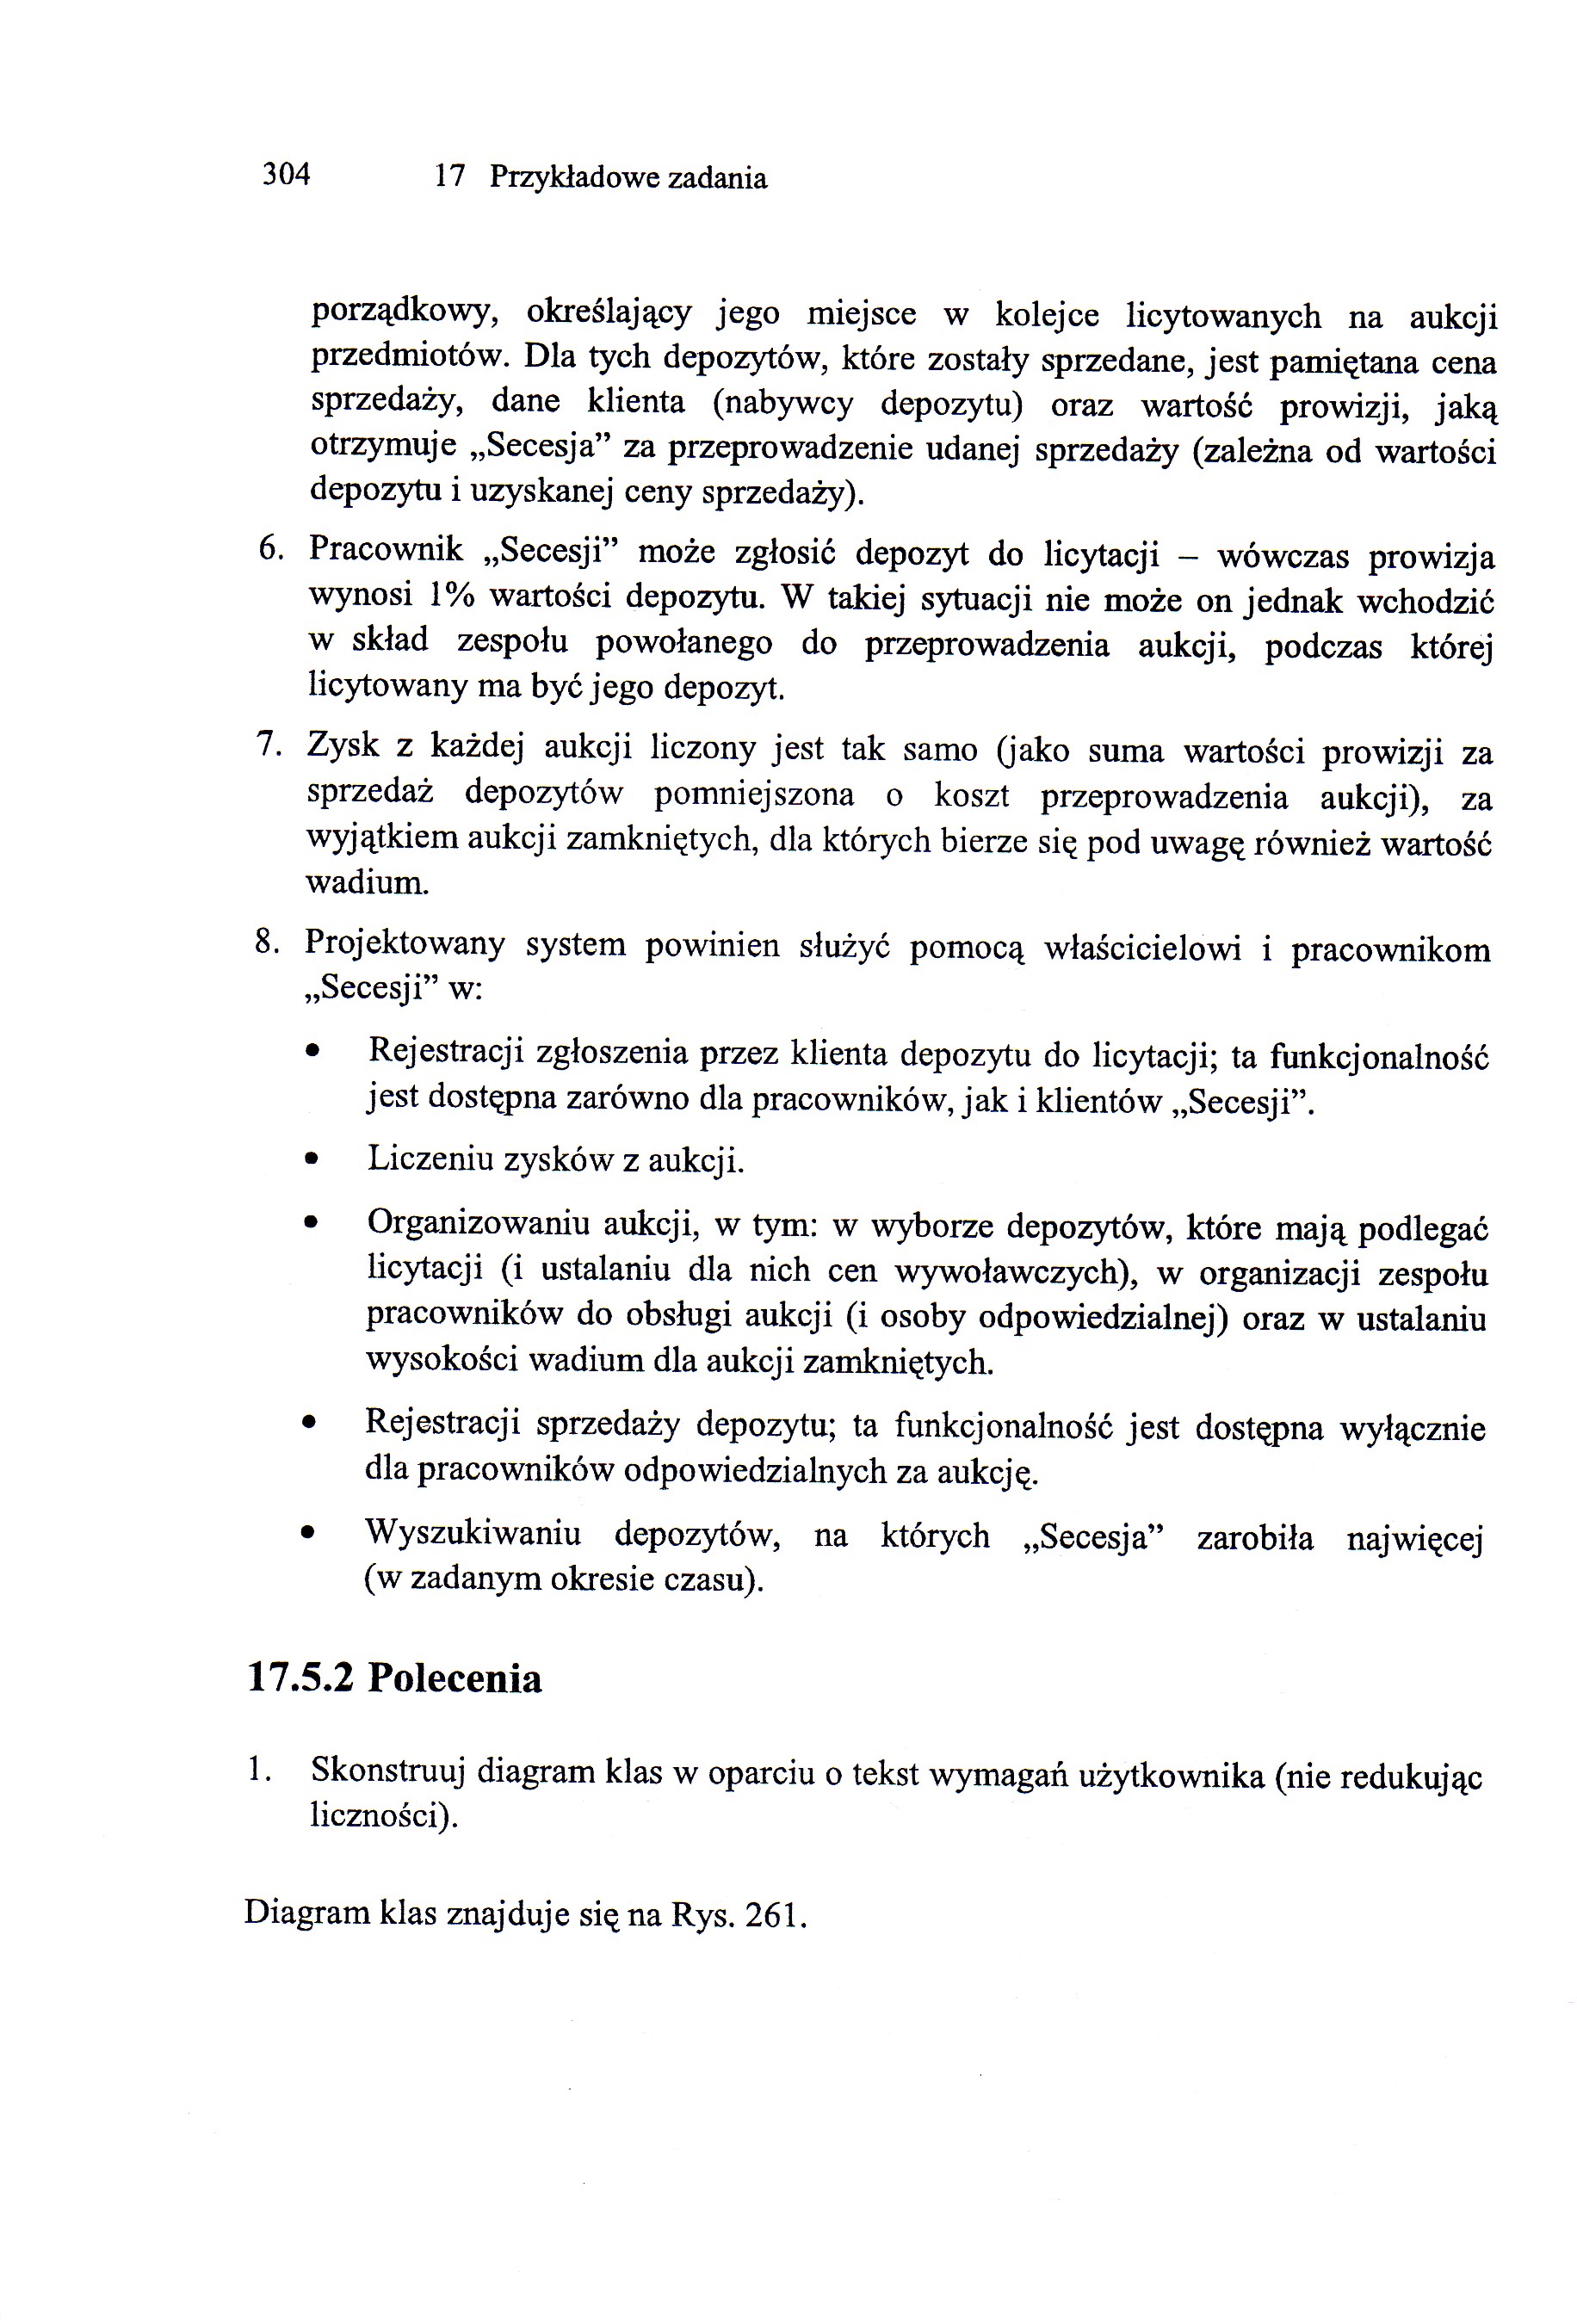 304 17 Przykładowe zadania
porządkowy, określający jego miejsce w kolejce licytowanych na aukcji
przedmiotów. Dla tych depozytów, które zostały sprzedane, jest pamiętana cena
sprzedaży, dane klienta (nabywcy depozytu) oraz wartość prowizji, jaką
otrzymuje „Secesja” za przeprowadzenie udanej sprzedaży (zależna od wartości
depozytu i uzyskanej ceny sprzedaży).
6. Pracownik „Secesji” może zgłosić depozyt do licytacji – wówczas prowizja
wynosi 1% wartości depozytu. W takiej sytuacji nie może on jednak wchodzić
w skład zespołu powołanego do przeprowadzenia aukcji, podczas której
licytowany ma być jego depozyt.
7. Zysk z każdej aukcji liczony jest tak samo (jako suma wartości prowizji za
sprzedaż depozytów pomniejszona o koszt przeprowadzenia aukcji), za
wyjątkiem aukcji zamkniętych, dla których bierze się pod uwagę również wartość
wadium.
8. Projektowany system powinien służyć pomocą właścicielowi i pracownikom
„Secesji” w:
• Rejestracji zgłoszenia przez klienta depozytu do licytacji; ta funkcjonalność
jest dostępna zarówno dla pracowników, jak i klientów „Secesji”.
• Liczeniu zysków z aukcji.
• Organizowaniu aukcji, w tym: w wyborze depozytów, które mają podlegać
licytacji (i ustalaniu dla nich cen wywoławczych), w organizacji zespołu
pracowników do obsługi aukcji (i osoby odpowiedzialnej) oraz w ustalaniu
wysokości wadium dla aukcji zamkniętych.
• Rejestracji sprzedaży depozytu; ta funkcjonalność jest dostępna wyłącznie
dla pracowników odpowiedzialnych za aukcję.
• Wyszukiwaniu depozytów, na których „Secesja” zarobiła najwięcej
(w zadanym okresie czasu).
17.5.2 Polecenia
1. Skonstruuj diagram klas w oparciu o tekst wymagań użytkownika (nie redukując
liczności).
Diagram klas znajduje się na Rys. 261.